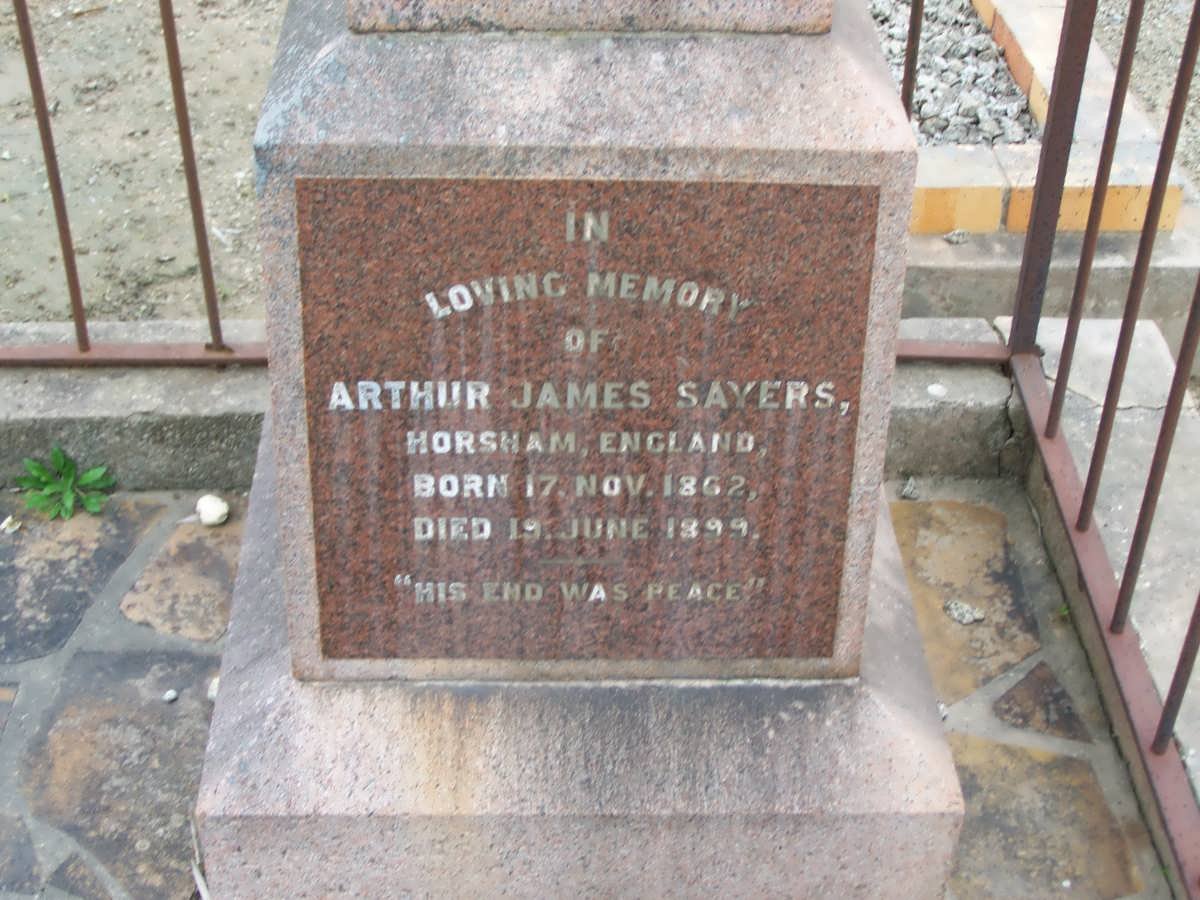 IN
LOVING MEMORY
OF
ARTHUR JAMES SAYERS,
HORSHAM, ENGLAND,
BORN 17. NOV. 1862,
DIED 19. JUNE 1899.
"HIS END WAS PEACE"